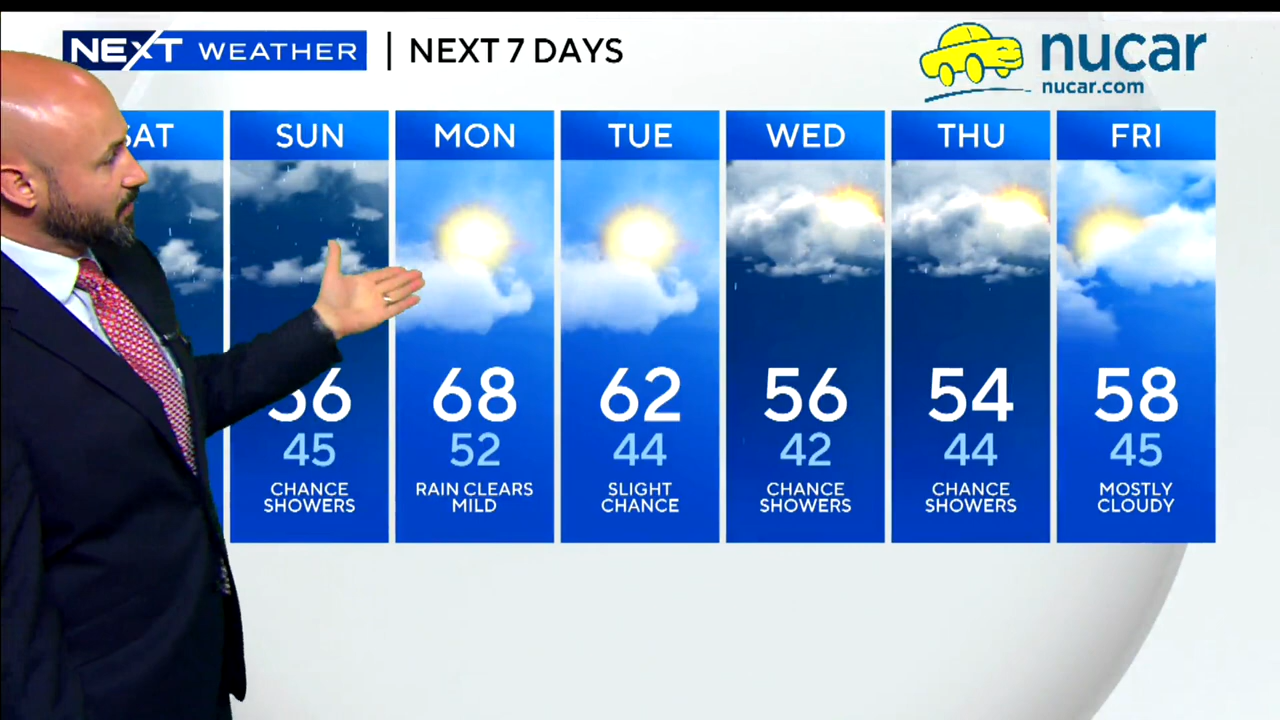 NEXT WEATHER | NEXT 7 DAYS
nucar
nucar.com
SAT SUN MON TUE WED THU FRI
56 68 62 56 54 58
45 52 44 42 44 45
CHANCE SHOWERS
RAIN CLEARS MILD
SLIGHT CHANCE
CHANCE SHOWERS
CHANCE SHOWERS
MOSTLY CLOUDY